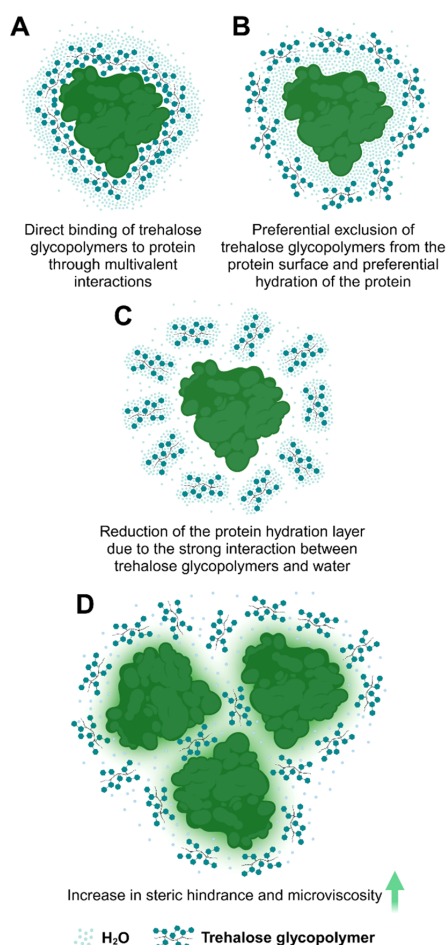 A
B
Direct binding of trehalose
glycopolymers to protein
through multivalent
interactions
Preferential exclusion of
trehalose glycopolymers from the
protein surface and preferential
hydration of the protein
C
Reduction of the protein hydration layer
due to the strong interaction between
trehalose glycopolymers and water
D
Increase in steric hindrance and microviscosity
H₂O
Trehalose glycopolymer